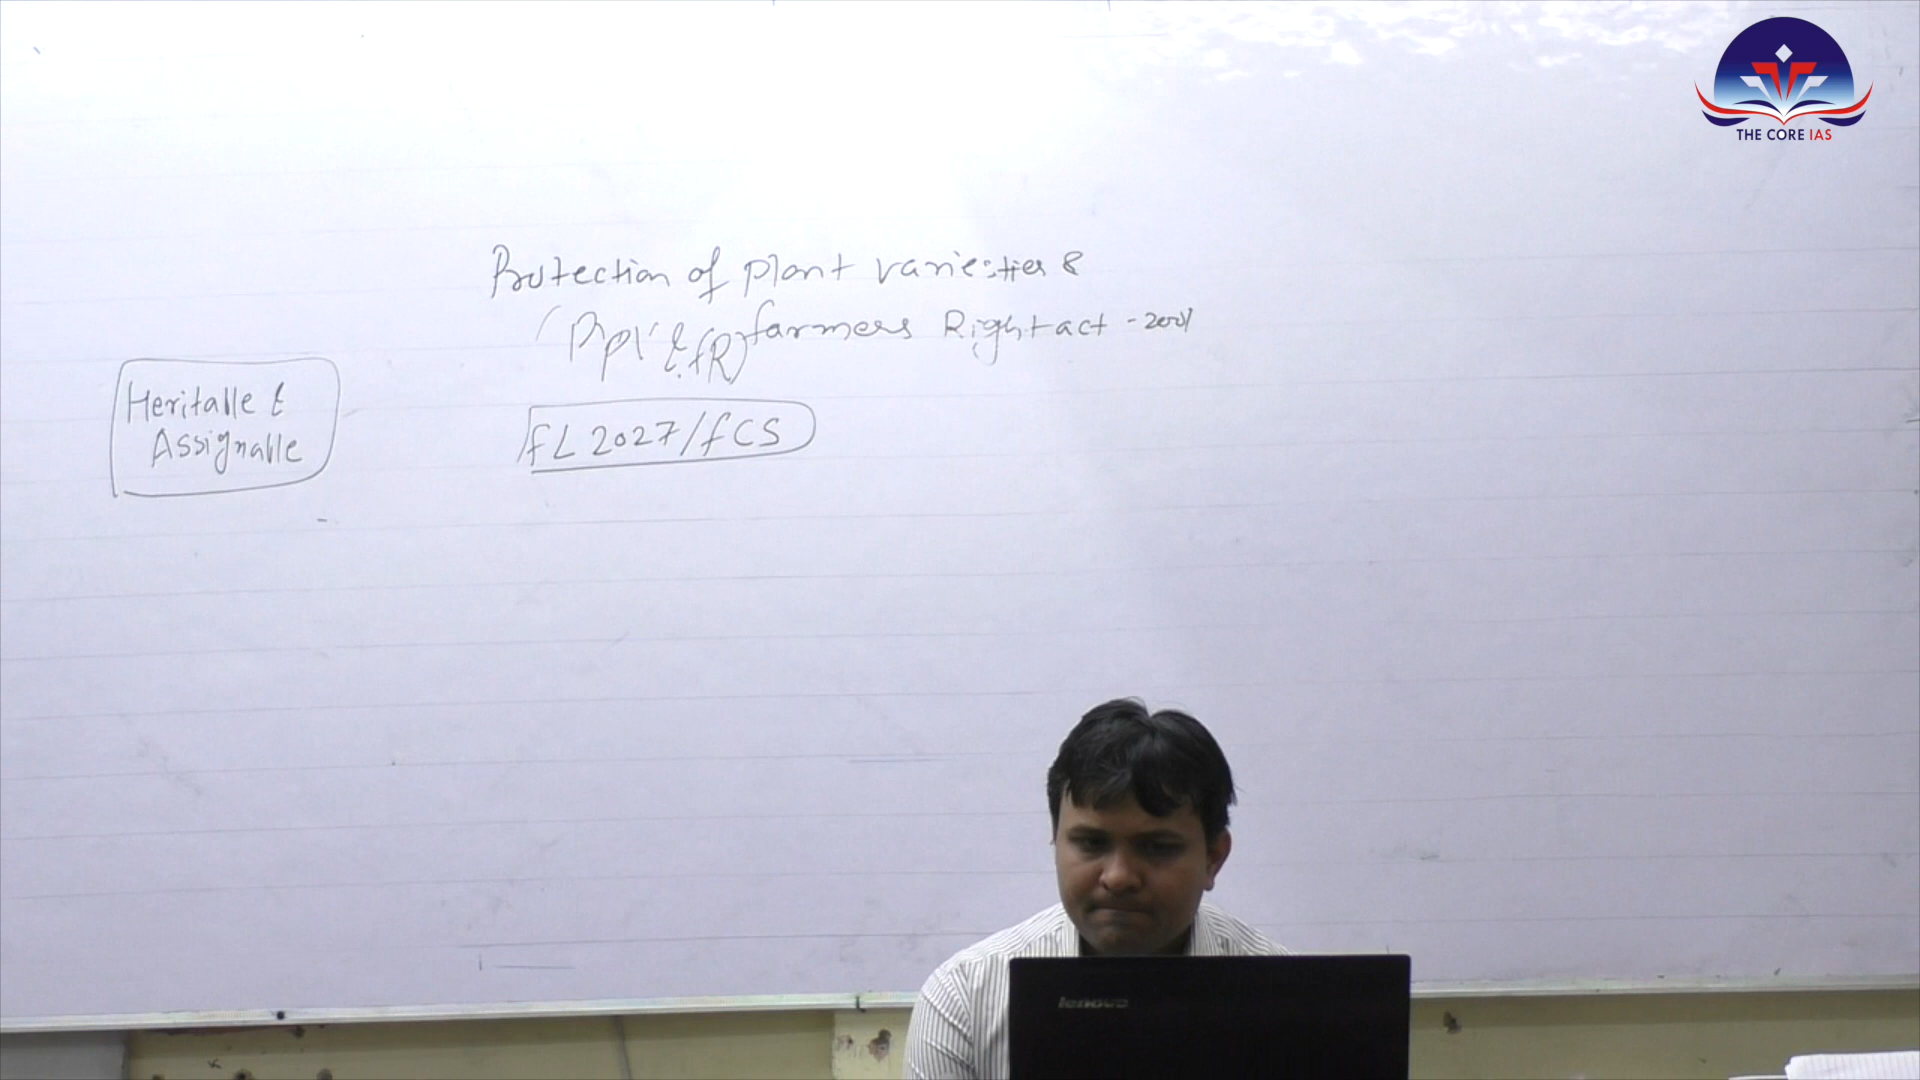 THE CORE IAS
Protection of plant varieties &
(PPV & FR) farmers Right act - 2001
Heritable &
Assignable
FL 2027/FCS
lenovo